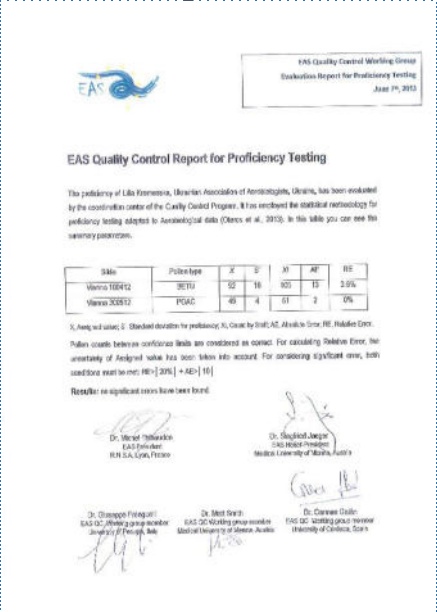 EAS
EAS Quality Control Working Group
Evaluation Report for Proficiency Testing
June 7th, 2013
EAS Quality Control Report for Proficiency Testing
The proficiency of Lilia Kremenska, Ukrainian Association of Aerobiologists, Ukraine, has been evaluated
by the coordination center of the Quality Control Program. It has employed the statistical methodology for
proficiency testing adapted to Aerobiological data (et al., 2013). In this table you can see the
summary parameters.
Slide Pollen type X S Xi AE RE
Vienna 100412 BETU 92 13
Vienna POAC 4 2 0%
X, Assigned value; S Standard deviation for proficiency; Xi, Count by Staff; AE, Absolute Error; RE, Relative Error.
Pollen counts between confidence limits are considered as correct. For calculating Relative Error, the
uncertainty of Assigned value has been taken into account. For considering significant error, both
conditions must be met: RE>|20%| + AE>|10|
Results: no significant errors have been found.
Dr. Michel Thibaudon
EAS President
R.N.S.A, Lyon, France
Dr. Siegfried Jaeger
EAS President
Medical University of Vienna, Austria
Dr. Giuseppe Frenguelli
EAS QC Working group member
University of Perugia, Italy
Dr. Matt Smith
EAS QC Working group member
Medical University of Vienna, Austria
Dr. Carmen Galán
EAS QC Working group member
University of Córdoba, Spain